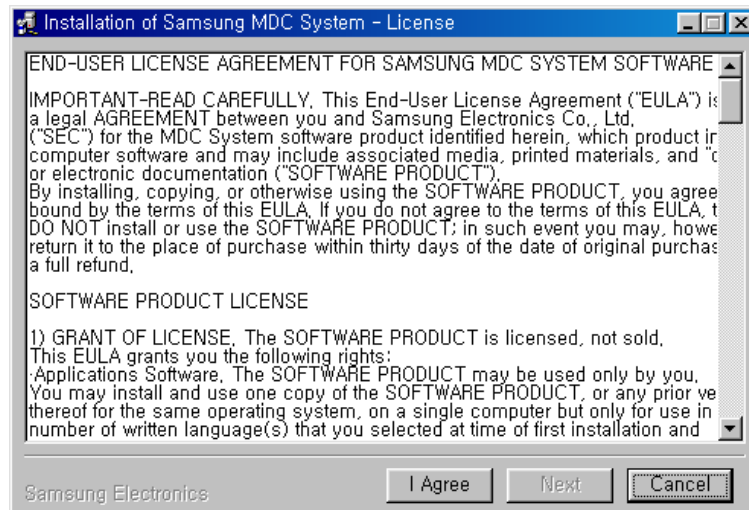 Installation of Samsung MDC System - License
END-USER LICENSE AGREEMENT FOR SAMSUNG MDC SYSTEM SOFTWARE
IMPORTANT-READ CAREFULLY, This End-User License Agreement ("EULA") is
a legal AGREEMENT between you and Samsung Electronics Co., Ltd,
("SEC") for the MDC System software product identified herein, which product
computer software and may include associated media, printed materials, and
or electronic documentation ("SOFTWARE PRODUCT"),
By installing, copying, or otherwise using the SOFTWARE PRODUCT, you agree
bound by the terms of this EULA, If you do not agree to the terms of this EULA,
DO NOT install or use the SOFTWARE PRODUCT; in such event you may, howe
return it to the place of purchase within thirty days of the date of original purchas
a full refund,
SOFTWARE PRODUCT LICENSE
1) GRANT OF LICENSE, The SOFTWARE PRODUCT is licensed, not sold,
This EULA grants you the following rights:
·Applications Software, The SOFTWARE PRODUCT may be used only by you,
You may install and use one copy of the SOFTWARE PRODUCT, or any prior ve
thereof for the same operating system, on a single computer but only for use in
number of written language(s) that you selected at time of first installation and
Samsung Electronics
I Agree
Next
Cancel